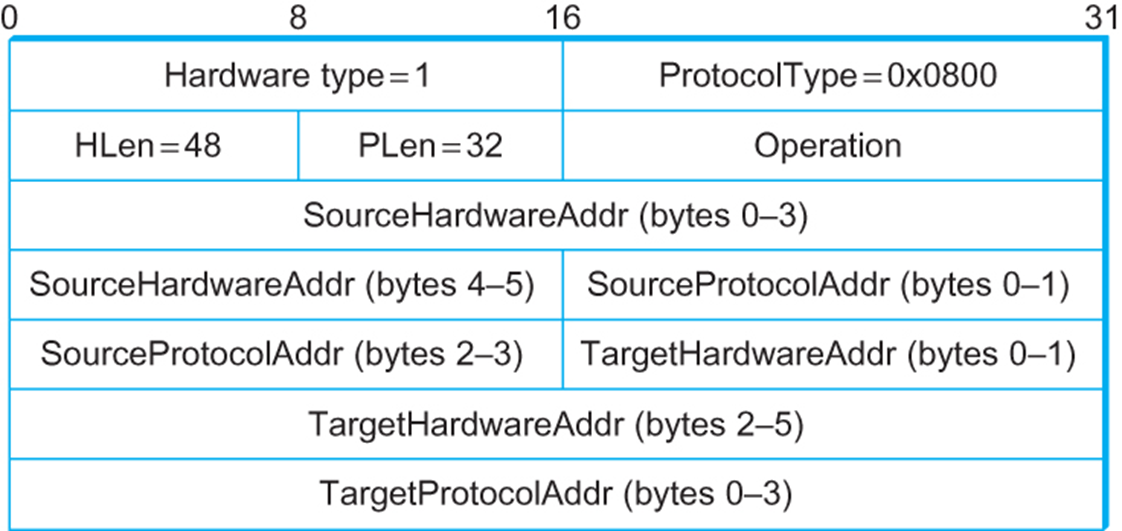 0 8 16 31
Hardware type=1 ProtocolType=0x0800
HLen=48 PLen=32 Operation
SourceHardwareAddr (bytes 0–3)
SourceHardwareAddr (bytes 4–5) SourceProtocolAddr (bytes 0–1)
SourceProtocolAddr (bytes 2–3) TargetHardwareAddr (bytes 0–1)
TargetHardwareAddr (bytes 2–5)
TargetProtocolAddr (bytes 0–3)